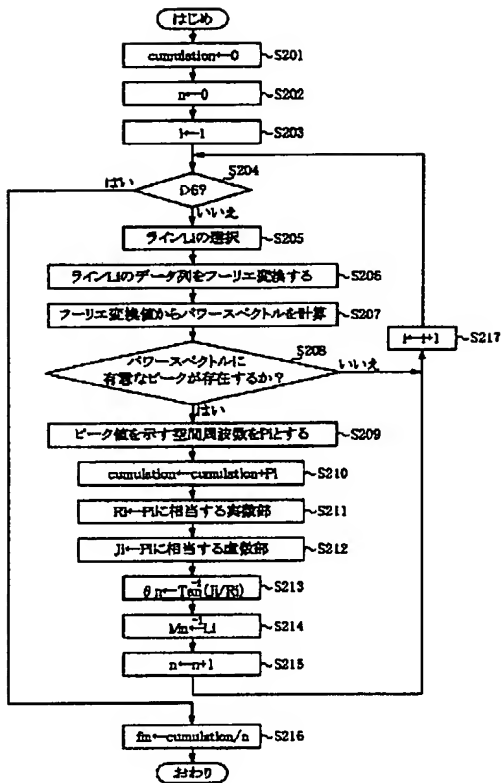 はじめ
cumulation←0
S201
n←0
S202
i←1
S203
S204
はい
いいえ
ラインLiの選択
S205
ラインLiのデータ列をフーリエ変換する
S206
フーリエ変換値からパワースペクトルを計算
S207
S208
パワースペクトルに
有意なピークが存在するか?
いいえ
はい
i←i+1
S217
ピーク値を示す空間周波数をPiとする
S209
cumulation←cumulation+Pi
S210
Ri←Piに相当する実数部
S211
Ji←Piに相当する虚数部
S212
θn←Tan⁻¹(Ji/Ri)
S213
S214
n←n+1
S215
fm←cumulation/n
S216
おわり